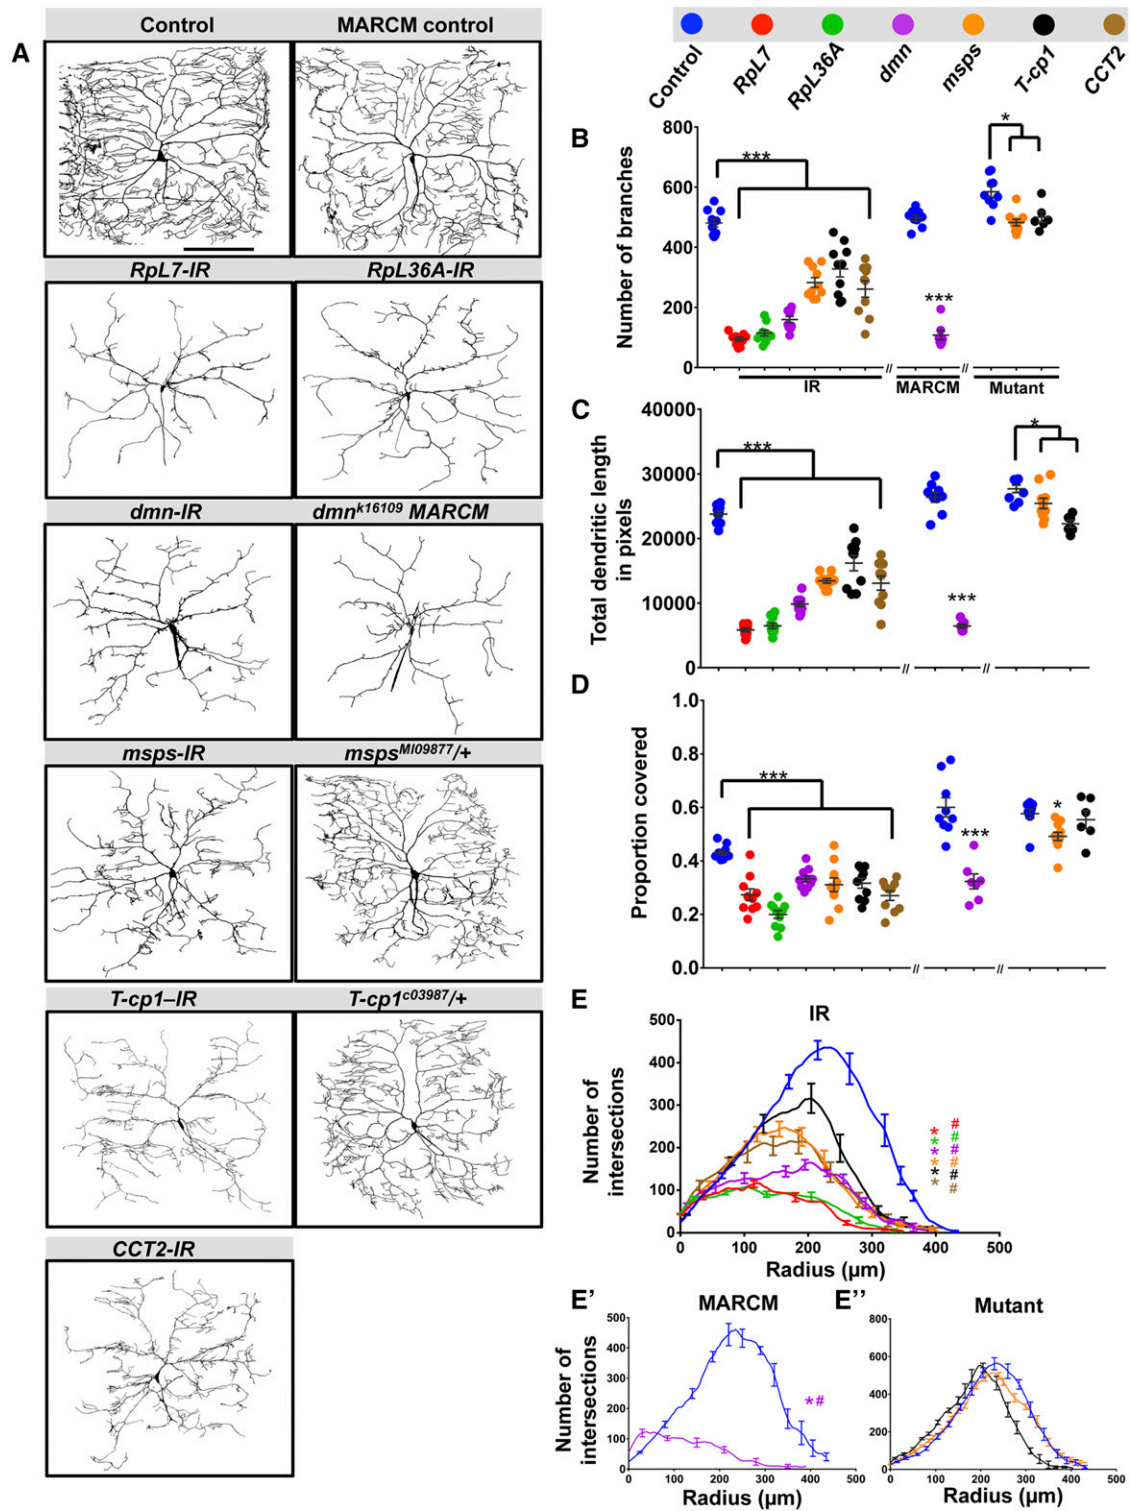 A
Control
MARCM control
RpL7-IR
RpL36A-IR
dmn-IR
dmn^k16109 MARCM
msps-IR
msps^MI09877/+
T-cp1–IR
T-cp1^c03987/+
CCT2-IR
Control
RpL7
RpL36A
dmn
msps
T-cp1
CCT2
B
Number of branches
800
600
400
200
0
***
***
*
//
//
IR
MARCM
Mutant
C
Total dendritic length
in pixels
40000
30000
20000
10000
0
***
***
*
//
//
D
Proportion covered
1.0
0.8
0.6
0.4
0.2
0.0
***
***
*
//
//
E
IR
Number of
intersections
500
400
300
200
100
0
* #
* #
* #
* #
* #
* #
0 100 200 300 400 500
Radius (µm)
E'
MARCM
Number of
intersections
500
400
300
200
100
0
*#
0 100 200 300 400 500
Radius (µm)
E''
Mutant
800
600
400
200
0
0 100 200 300 400 500
Radius (µm)